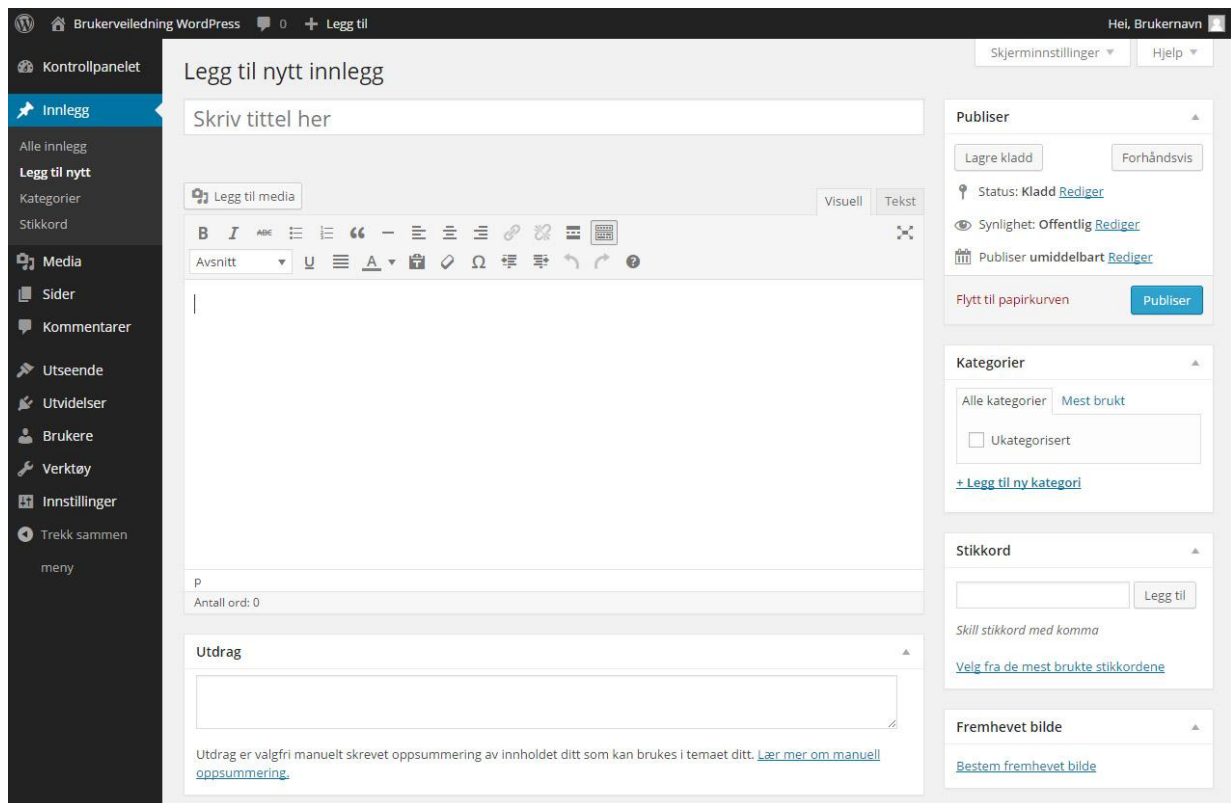 Brukerveiledning WordPress 0 + Legg til Hei, Brukernavn
Skjerminnstillinger Hjelp
Kontrollpanelet
Innlegg
Alle innlegg
Legg til nytt
Kategorier
Stikkord
Media
Sider
Kommentarer
Utseende
Utvidelser
Brukere
Verktøy
Innstillinger
Trekk sammen
meny
Legg til nytt innlegg
Skriv tittel her
Legg til media
Visuell Tekst
B I ABC
Avsnitt U A Ω
p
Antall ord: 0
Utdrag
Utdrag er valgfri manuelt skrevet oppsummering av innholdet ditt som kan brukes i temaet ditt. Lær mer om manuell
oppsummering.
Publiser
Lagre kladd Forhåndsvis
Status: Kladd Rediger
Synlighet: Offentlig Rediger
Publiser umiddelbart Rediger
Flytt til papirkurven Publiser
Kategorier
Alle kategorier Mest brukt
Ukategorisert
+ Legg til ny kategori
Stikkord
Legg til
Skill stikkord med komma
Velg fra de mest brukte stikkordene
Fremhevet bilde
Bestem fremhevet bilde